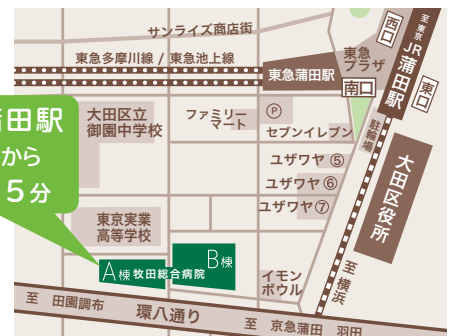 サンライズ商店街
東急多摩川線 / 東急池上線
東急蒲田駅
東急
プラザ
西口
至 東京
JR蒲田駅
東口
南口
蒲田駅
から
5分
大田区立
御園中学校
ファミリー
マート
P
セブンイレブン
駐輪場
ユザワヤ⑤
ユザワヤ⑥
ユザワヤ⑦
大田区役所
東京実業
高等学校
A棟
牧田総合病院
B棟
イモン
ボウル
至 横浜
至 田園調布
環八通り
至 京急蒲田 羽田